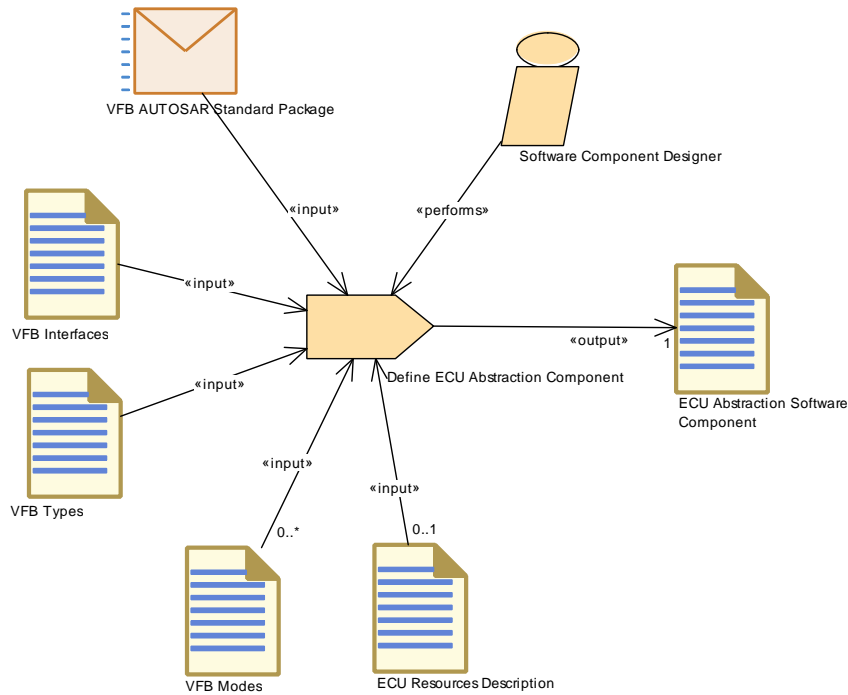 VFB AUTOSAR Standard Package
Software Component Designer
«input»
«performs»
«input»
VFB Interfaces
«output»
1
Define ECU Abstraction Component
«input»
ECU Abstraction Software
Component
VFB Types
«input»
«input»
0..*
0..1
VFB Modes
ECU Resources Description